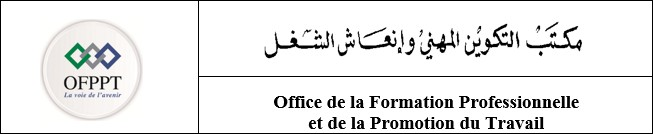 OFPPT
La voie de l'avenir
مكتب التكوين المهني وإنعاش الشغل
Office de la Formation Professionnelle
et de la Promotion du Travail